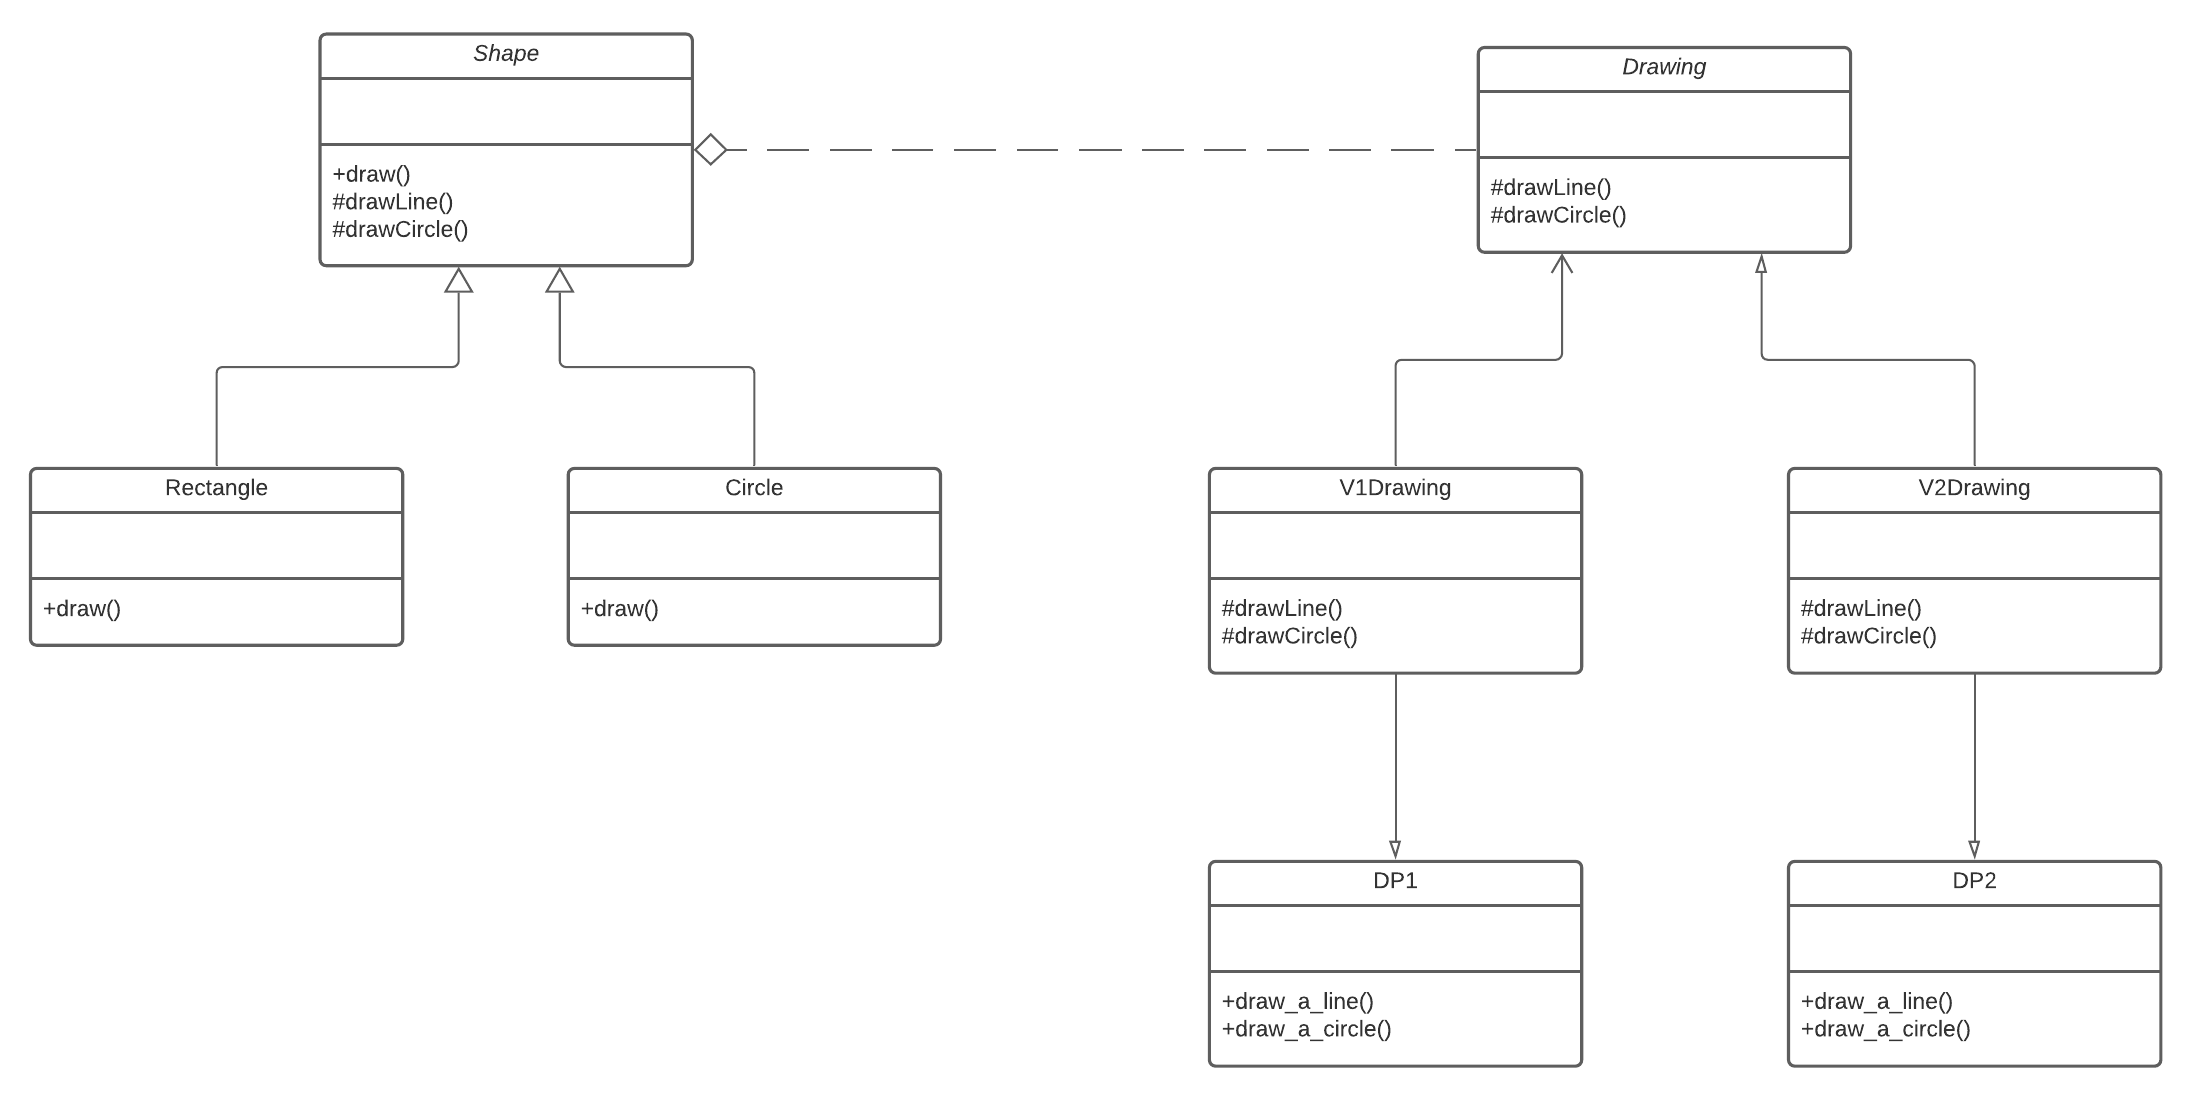 Shape
+draw()
#drawLine()
#drawCircle()
Drawing
#drawLine()
#drawCircle()
Rectangle
+draw()
Circle
+draw()
V1Drawing
#drawLine()
#drawCircle()
V2Drawing
#drawLine()
#drawCircle()
DP1
+draw_a_line()
+draw_a_circle()
DP2
+draw_a_line()
+draw_a_circle()